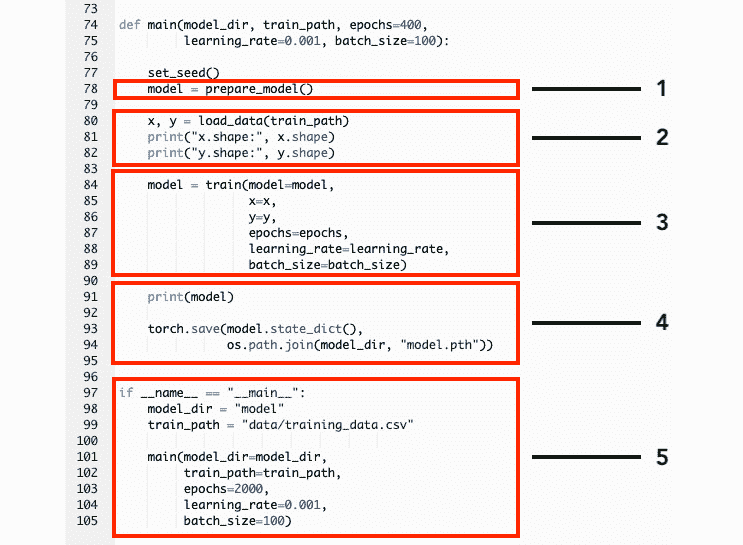 73
74 def main(model_dir, train_path, epochs=400,
75         learning_rate=0.001, batch_size=100):
76
77     set_seed()
78     model = prepare_model() 1
79
80     x, y = load_data(train_path)
81     print("x.shape:", x.shape) 2
82     print("y.shape:", y.shape)
83
84     model = train(model=model,
85                   x=x,
86                   y=y, 3
87                   epochs=epochs,
88                   learning_rate=learning_rate,
89                   batch_size=batch_size)
90
91     print(model)
92
93     torch.save(model.state_dict(), 4
94                os.path.join(model_dir, "model.pth"))
95
96
97 if __name__ == "__main__":
98     model_dir = "model"
99     train_path = "data/training_data.csv"
100
101     main(model_dir=model_dir, 5
102          train_path=train_path,
103          epochs=2000,
104          learning_rate=0.001,
105          batch_size=100)